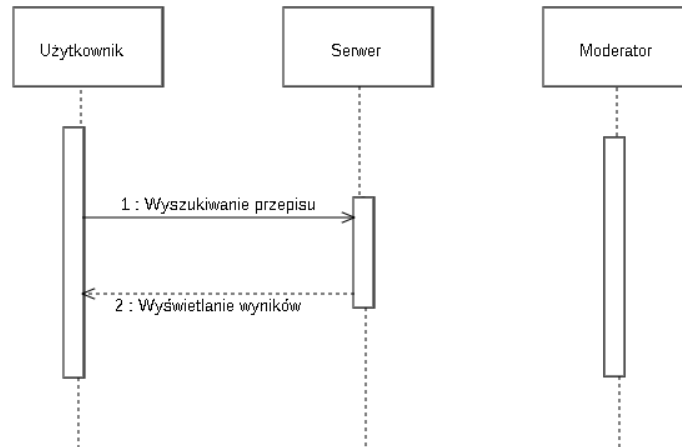 Użytkownik
Serwer
Moderator
1 : Wyszukiwanie przepisu
2 : Wyświetlanie wyników